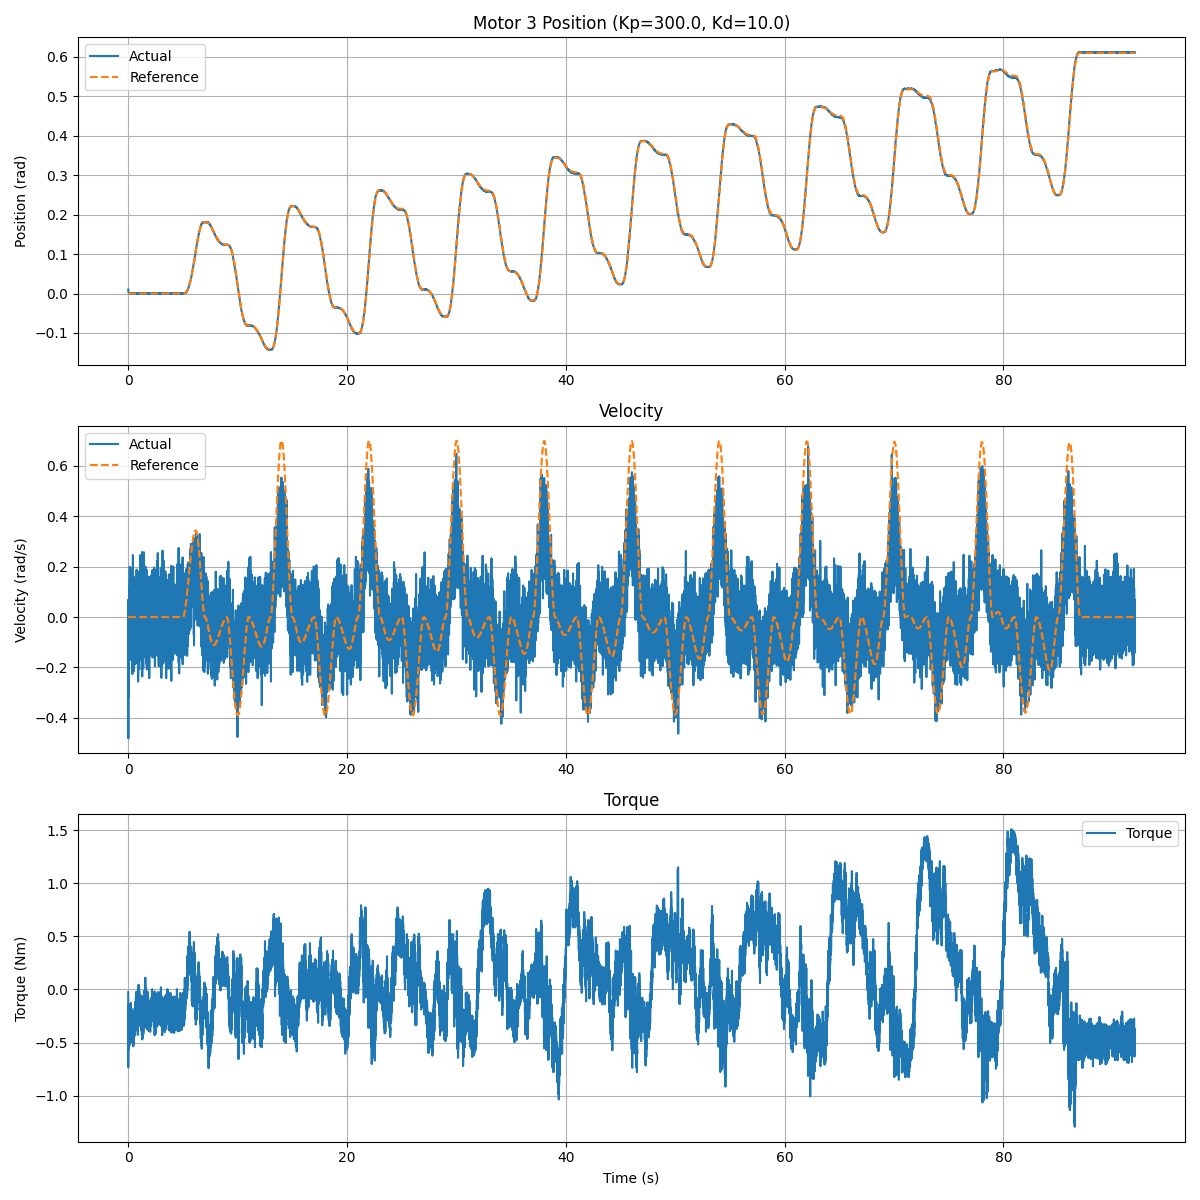 Motor 3 Position (Kp=300.0, Kd=10.0)
Actual
Reference
Position (rad)
0.6
0.5
0.4
0.3
0.2
0.1
0.0
−0.1
0
20
40
60
80
Velocity
Actual
Reference
Velocity (rad/s)
0.6
0.4
0.2
0.0
−0.2
−0.4
0
20
40
60
80
Torque
Torque
Torque (Nm)
1.5
1.0
0.5
0.0
−0.5
−1.0
0
20
40
60
80
Time (s)